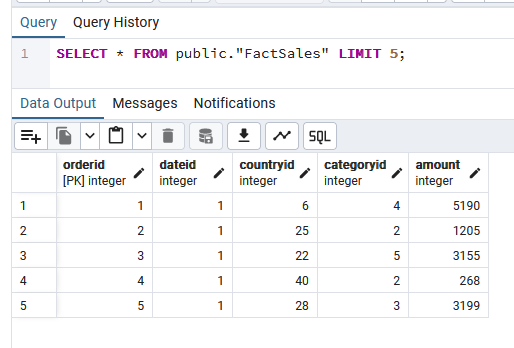 Query Query History
1 SELECT * FROM public."FactSales" LIMIT 5;
Data Output Messages Notifications
SQL
orderid dateid countryid categoryid amount
[PK] integer integer integer integer integer
1 1 1 6 4 5190
2 2 1 25 2 1205
3 3 1 22 5 3155
4 4 1 40 2 268
5 5 1 28 3 3199